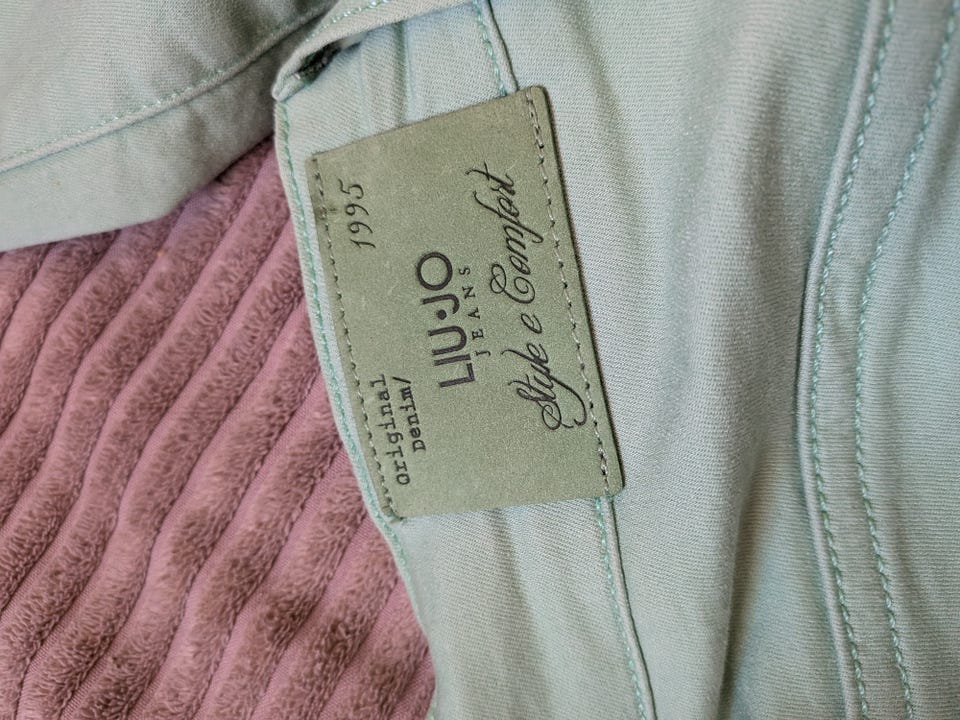 Original
Denim/
1995
LIU·JO
JEANS
Style e Comfort